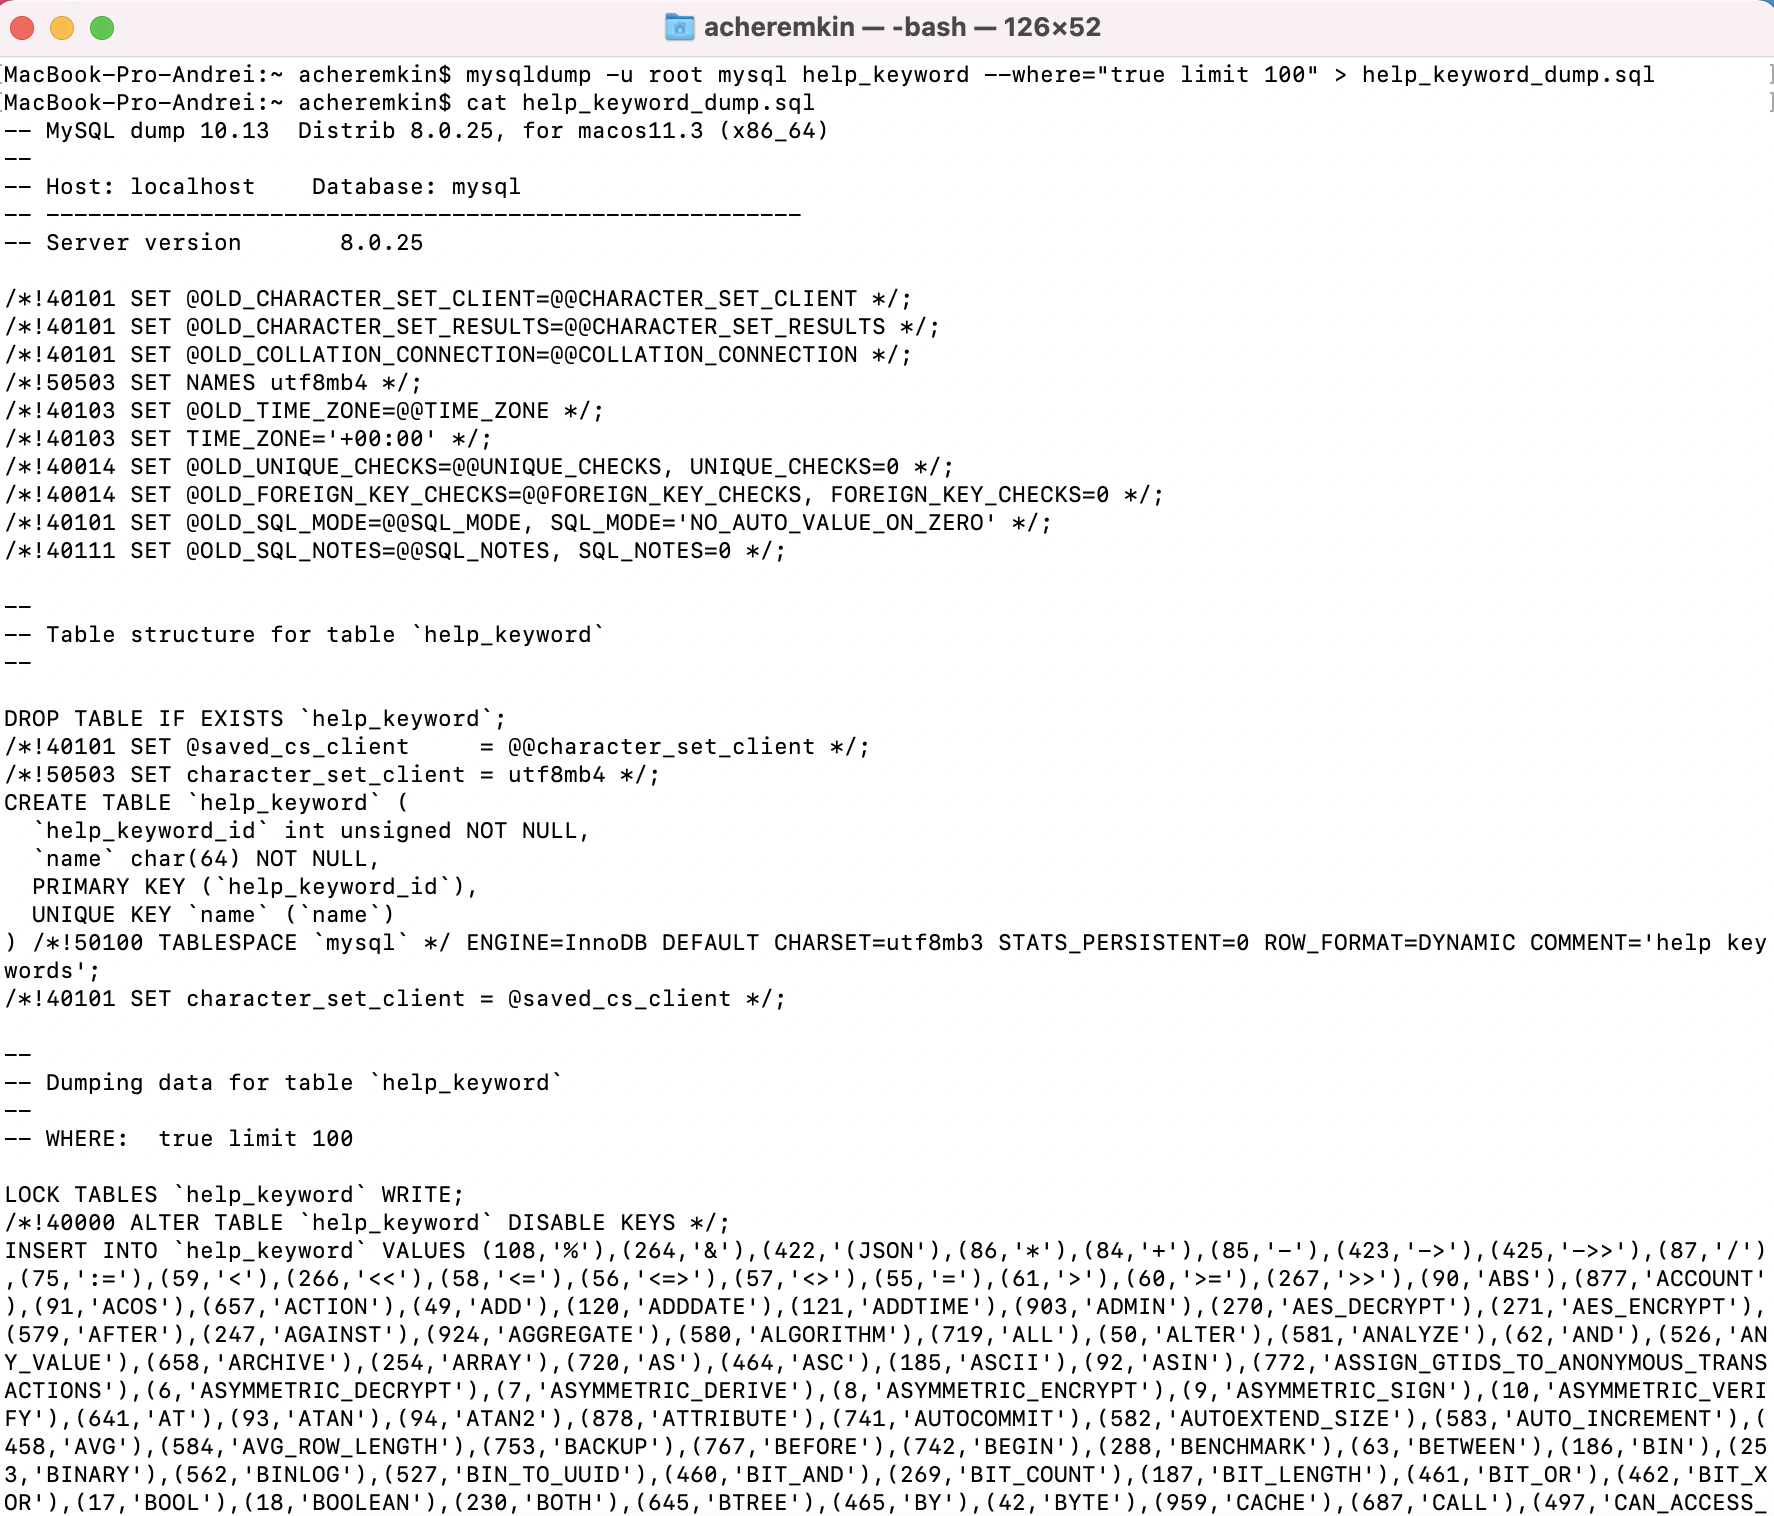 acheremkin — -bash — 126×52
MacBook-Pro-Andrei:~ acheremkin$ mysqldump -u root mysql help_keyword --where="true limit 100" > help_keyword_dump.sql
MacBook-Pro-Andrei:~ acheremkin$ cat help_keyword_dump.sql
-- MySQL dump 10.13  Distrib 8.0.25, for macos11.3 (x86_64)
--
-- Host: localhost    Database: mysql
-- ------------------------------------------------------
-- Server version       8.0.25

/*!40101 SET @OLD_CHARACTER_SET_CLIENT=@@CHARACTER_SET_CLIENT */;
/*!40101 SET @OLD_CHARACTER_SET_RESULTS=@@CHARACTER_SET_RESULTS */;
/*!40101 SET @OLD_COLLATION_CONNECTION=@@COLLATION_CONNECTION */;
/*!50503 SET NAMES utf8mb4 */;
/*!40103 SET @OLD_TIME_ZONE=@@TIME_ZONE */;
/*!40103 SET TIME_ZONE='+00:00' */;
/*!40014 SET @OLD_UNIQUE_CHECKS=@@UNIQUE_CHECKS, UNIQUE_CHECKS=0 */;
/*!40014 SET @OLD_FOREIGN_KEY_CHECKS=@@FOREIGN_KEY_CHECKS, FOREIGN_KEY_CHECKS=0 */;
/*!40101 SET @OLD_SQL_MODE=@@SQL_MODE, SQL_MODE='NO_AUTO_VALUE_ON_ZERO' */;
/*!40111 SET @OLD_SQL_NOTES=@@SQL_NOTES, SQL_NOTES=0 */;

--
-- Table structure for table `help_keyword`
--

DROP TABLE IF EXISTS `help_keyword`;
/*!40101 SET @saved_cs_client     = @@character_set_client */;
/*!50503 SET character_set_client = utf8mb4 */;
CREATE TABLE `help_keyword` (
  `help_keyword_id` int unsigned NOT NULL,
  `name` char(64) NOT NULL,
  PRIMARY KEY (`help_keyword_id`),
  UNIQUE KEY `name` (`name`)
) /*!50100 TABLESPACE `mysql` */ ENGINE=InnoDB DEFAULT CHARSET=utf8mb3 STATS_PERSISTENT=0 ROW_FORMAT=DYNAMIC COMMENT='help key
words';
/*!40101 SET character_set_client = @saved_cs_client */;

--
-- Dumping data for table `help_keyword`
--
-- WHERE:  true limit 100

LOCK TABLES `help_keyword` WRITE;
/*!40000 ALTER TABLE `help_keyword` DISABLE KEYS */;
INSERT INTO `help_keyword` VALUES (108,'%'),(264,'&'),(422,'(JSON'),(86,'*'),(84,'+'),(85,'-'),(423,'->'),(425,'->>'),(87,'/')
,(75,':='),(59,'<'),(266,'<<'),(58,'<='),(56,'<=>'),(57,'<>'),(55,'='),(61,'>'),(60,'>='),(267,'>>'),(90,'ABS'),(877,'ACCOUNT'
),(91,'ACOS'),(657,'ACTION'),(49,'ADD'),(120,'ADDDATE'),(121,'ADDTIME'),(903,'ADMIN'),(270,'AES_DECRYPT'),(271,'AES_ENCRYPT'),
(579,'AFTER'),(247,'AGAINST'),(924,'AGGREGATE'),(580,'ALGORITHM'),(719,'ALL'),(50,'ALTER'),(581,'ANALYZE'),(62,'AND'),(526,'AN
Y_VALUE'),(658,'ARCHIVE'),(254,'ARRAY'),(720,'AS'),(464,'ASC'),(185,'ASCII'),(92,'ASIN'),(772,'ASSIGN_GTIDS_TO_ANONYMOUS_TRANS
ACTIONS'),(6,'ASYMMETRIC_DECRYPT'),(7,'ASYMMETRIC_DERIVE'),(8,'ASYMMETRIC_ENCRYPT'),(9,'ASYMMETRIC_SIGN'),(10,'ASYMMETRIC_VERI
FY'),(641,'AT'),(93,'ATAN'),(94,'ATAN2'),(878,'ATTRIBUTE'),(741,'AUTOCOMMIT'),(582,'AUTOEXTEND_SIZE'),(583,'AUTO_INCREMENT'),(
458,'AVG'),(584,'AVG_ROW_LENGTH'),(753,'BACKUP'),(767,'BEFORE'),(742,'BEGIN'),(288,'BENCHMARK'),(63,'BETWEEN'),(186,'BIN'),(25
3,'BINARY'),(562,'BINLOG'),(527,'BIN_TO_UUID'),(460,'BIT_AND'),(269,'BIT_COUNT'),(187,'BIT_LENGTH'),(461,'BIT_OR'),(462,'BIT_X
OR'),(17,'BOOL'),(18,'BOOLEAN'),(230,'BOTH'),(645,'BTREE'),(465,'BY'),(42,'BYTE'),(959,'CACHE'),(687,'CALL'),(497,'CAN_ACCESS_